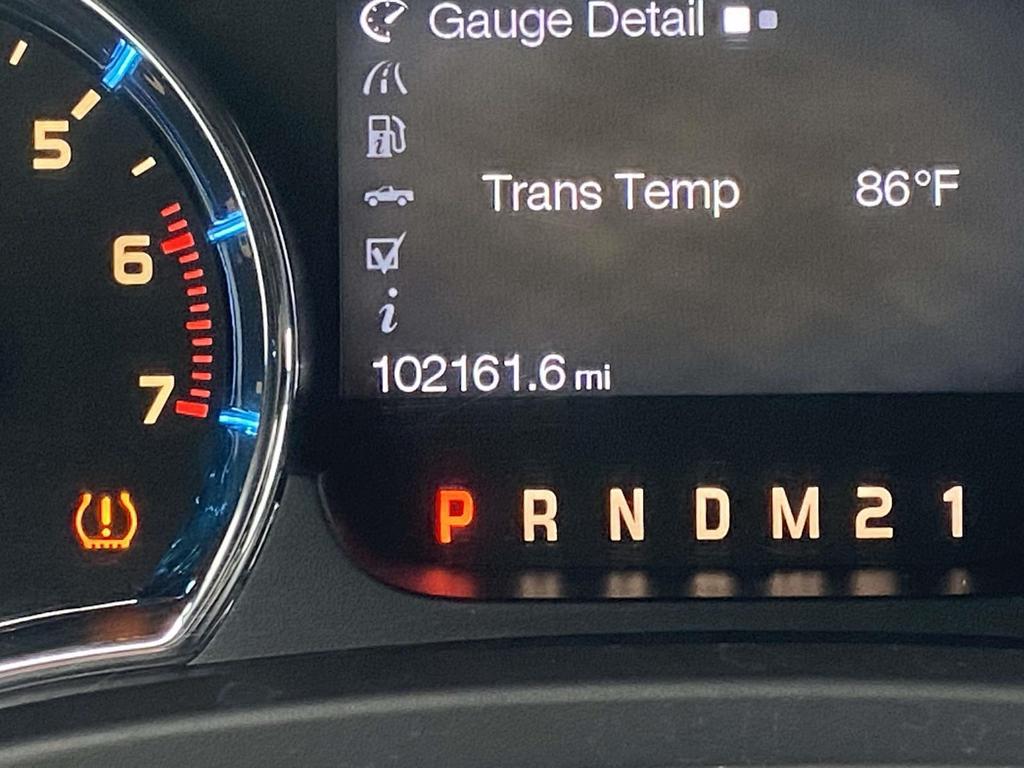 Gauge Detail
5
Trans Temp 86°F
6
102161.6 mi
7
P R N D M 2 1